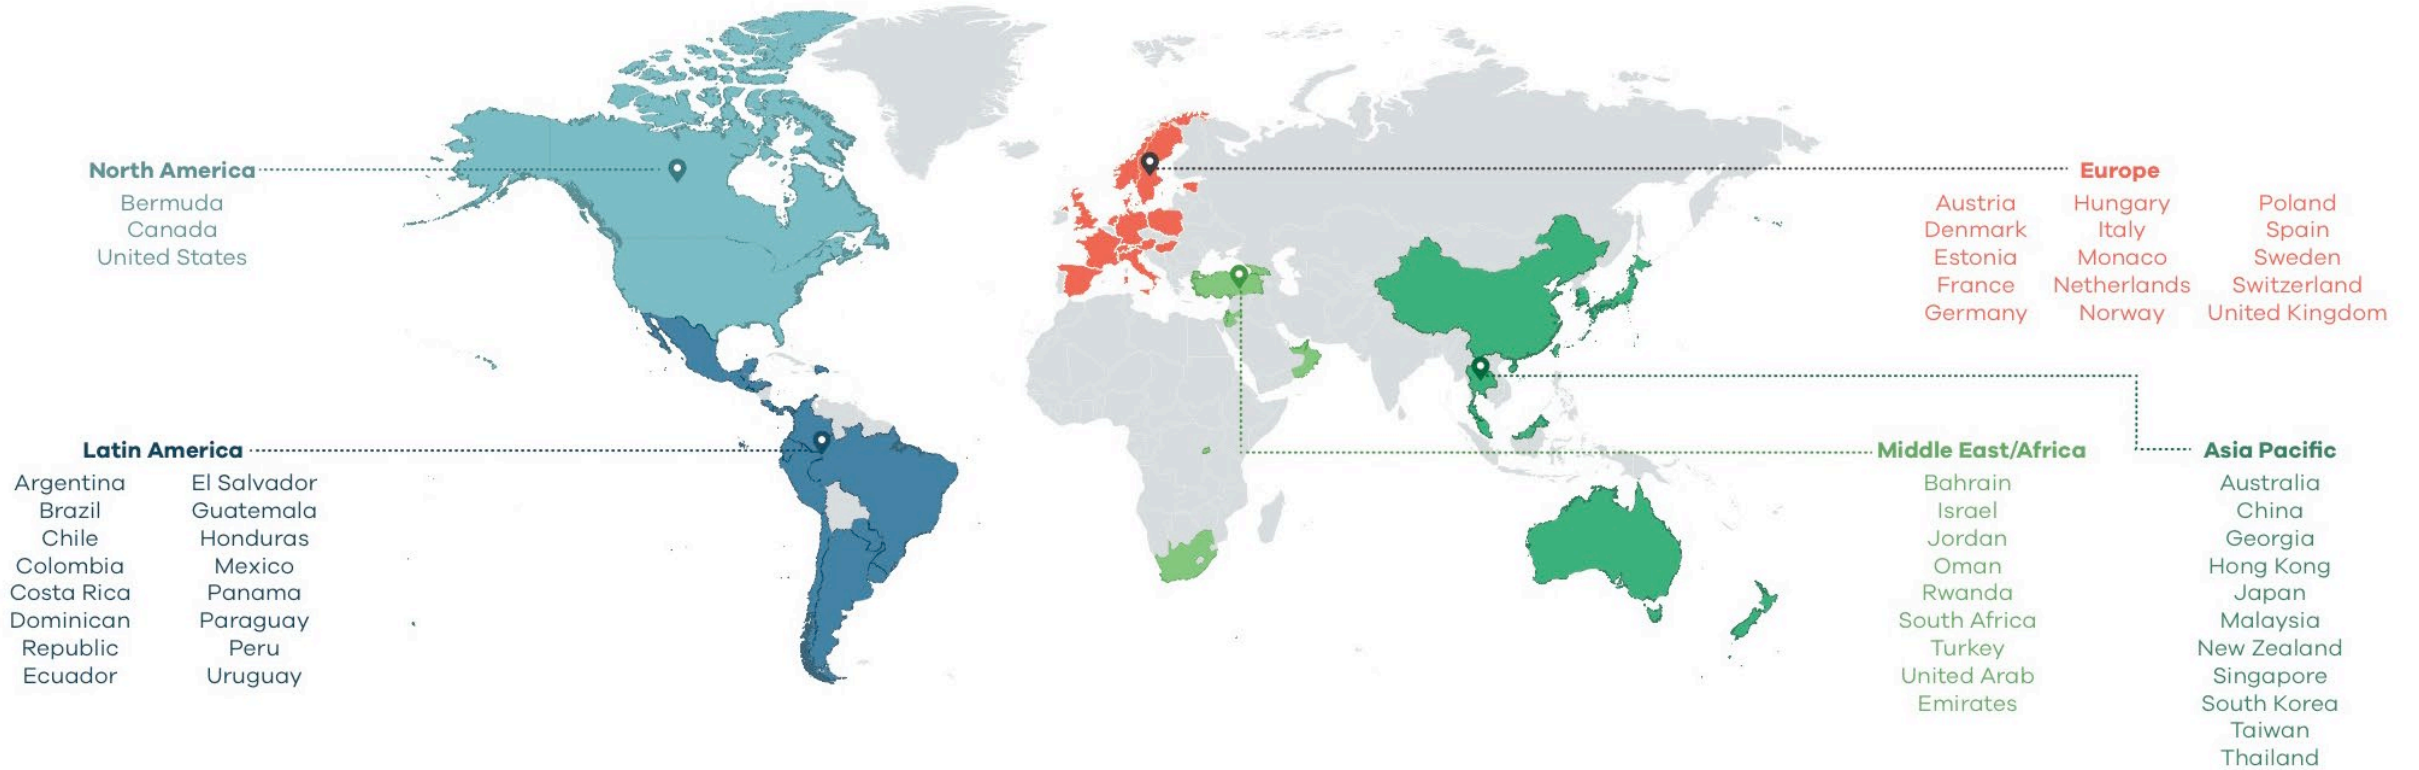 North America
Bermuda
Canada
United States
Latin America
Argentina
Brazil
Chile
Colombia
Costa Rica
Dominican
Republic
Ecuador
El Salvador
Guatemala
Honduras
Mexico
Panama
Paraguay
Peru
Uruguay
Europe
Austria
Denmark
Estonia
France
Germany
Hungary
Italy
Monaco
Netherlands
Norway
Poland
Spain
Sweden
Switzerland
United Kingdom
Middle East/Africa
Bahrain
Israel
Jordan
Oman
Rwanda
South Africa
Turkey
United Arab
Emirates
Asia Pacific
Australia
China
Georgia
Hong Kong
Japan
Malaysia
New Zealand
Singapore
South Korea
Taiwan
Thailand